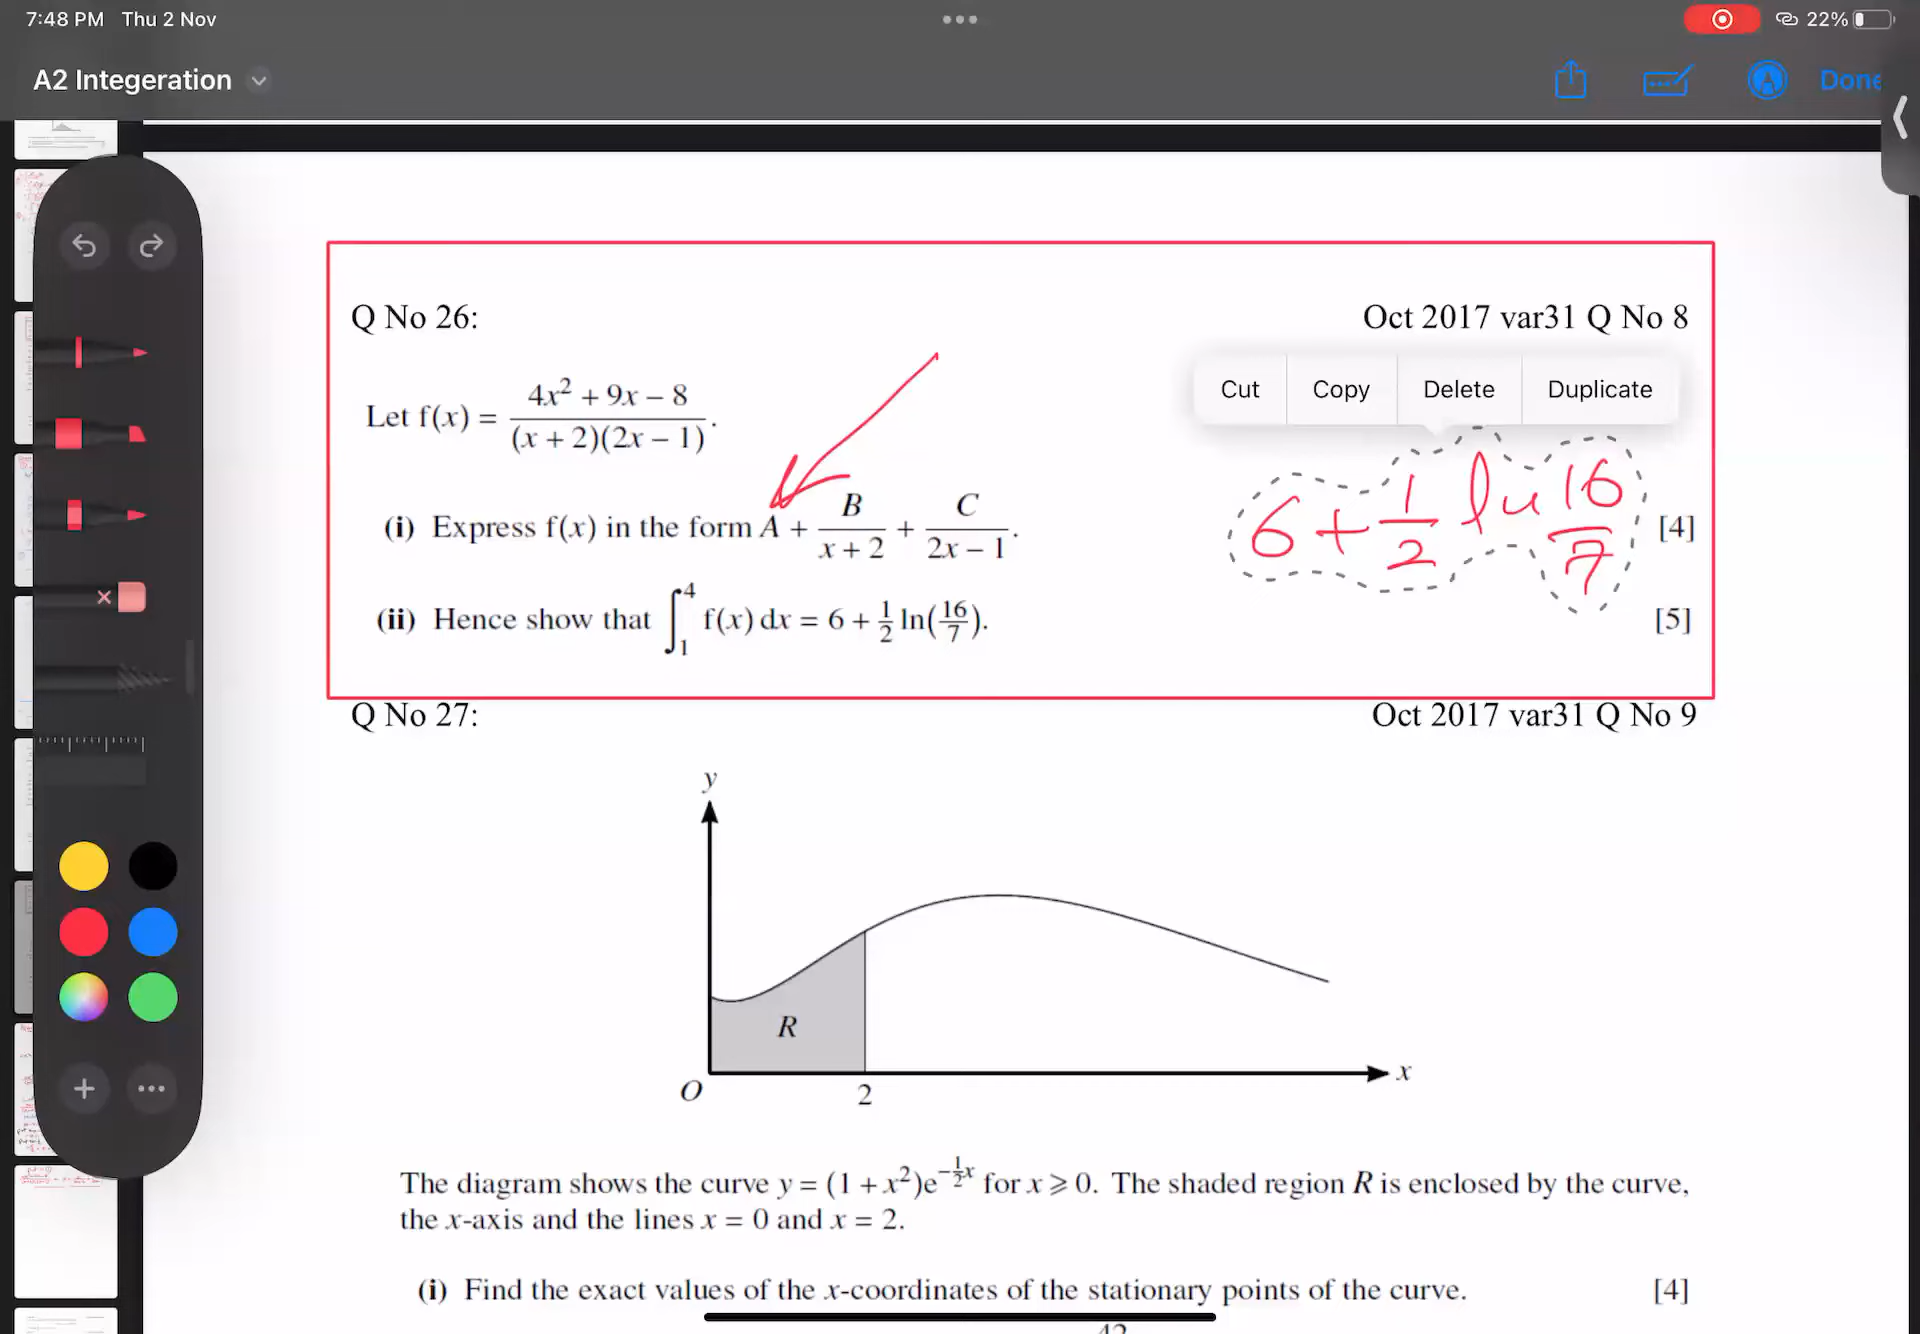 7:48 PM Thu 2 Nov
22%
A2 Integeration
Done
Q No 26: Oct 2017 var31 Q No 8
Cut Copy Delete Duplicate
Let f(x) = (4x² + 9x − 8)/((x + 2)(2x − 1)).
(i) Express f(x) in the form A + B/(x + 2) + C/(2x − 1). [4]
6 + 1/2 ln 16/7
(ii) Hence show that ∫₁⁴ f(x) dx = 6 + ½ ln(16/7). [5]
Q No 27: Oct 2017 var31 Q No 9
y
R
O
2
x
The diagram shows the curve y = (1 + x²)e^(−½x) for x ⩾ 0. The shaded region R is enclosed by the curve,
the x-axis and the lines x = 0 and x = 2.
(i) Find the exact values of the x-coordinates of the stationary points of the curve. [4]